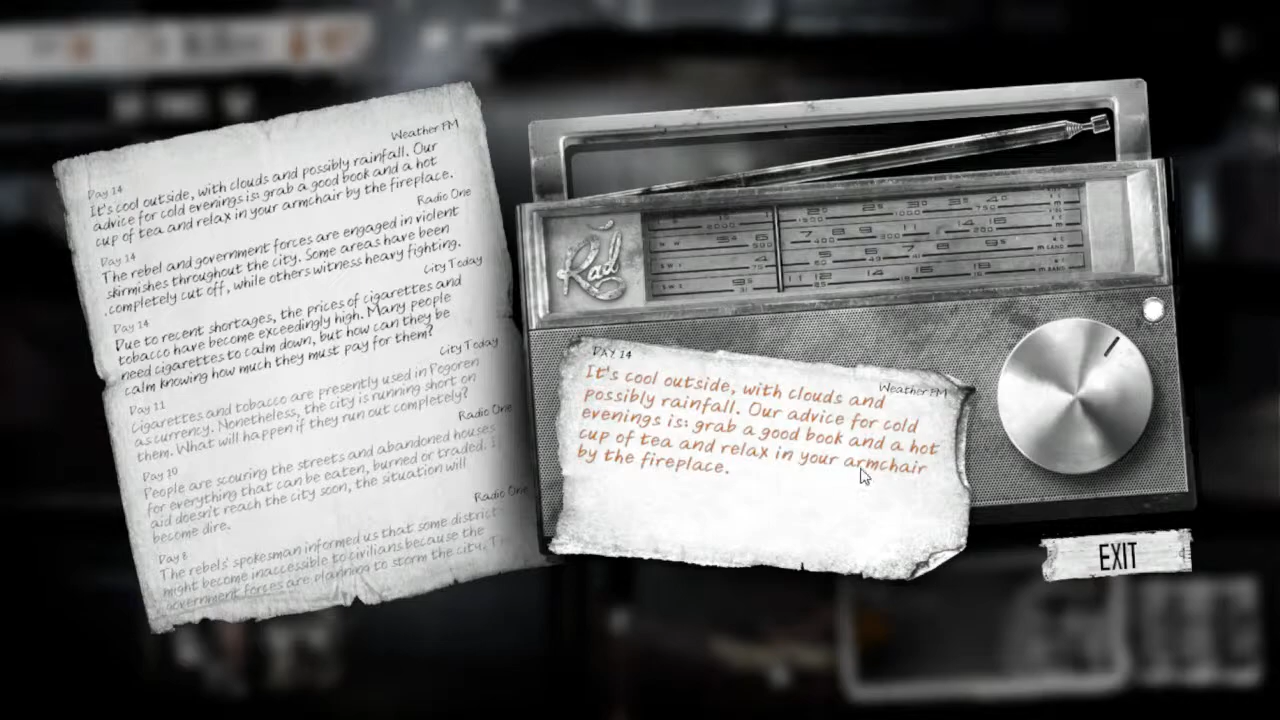 Weather FM
Day 14
It's cool outside, with clouds and possibly rainfall. Our
advice for cold evenings is: grab a good book and a hot
cup of tea and relax in your armchair by the fireplace.
Radio One
Day 14
The rebel and government forces are engaged in violent
skirmishes throughout the city. Some areas have been
completely cut off, while others witness heavy fighting.
City Today
Day 14
Due to recent shortages, the prices of cigarettes and
tobacco have become exceedingly high. Many people
need cigarettes to calm down, but how can they be
calm knowing how much they must pay for them?
City Today
Day 11
Cigarettes and tobacco are presently used in Pogoren
as currency. Nonetheless, the city is running short on
them. What will happen if they run out completely?
Radio One
Day 10
People are scouring the streets and abandoned houses
for everything that can be eaten, burned or traded. I
aid doesn't reach the city soon, the situation will
become dire.
Radio One
Day 8
The rebels' spokesman informed us that some district
might become inaccessible to civilians because the
government forces are planning to storm the city. T
Rad
DAY 14
Weather FM
It's cool outside, with clouds and
possibly rainfall. Our advice for cold
evenings is: grab a good book and a hot
cup of tea and relax in your armchair
by the fireplace.
EXIT